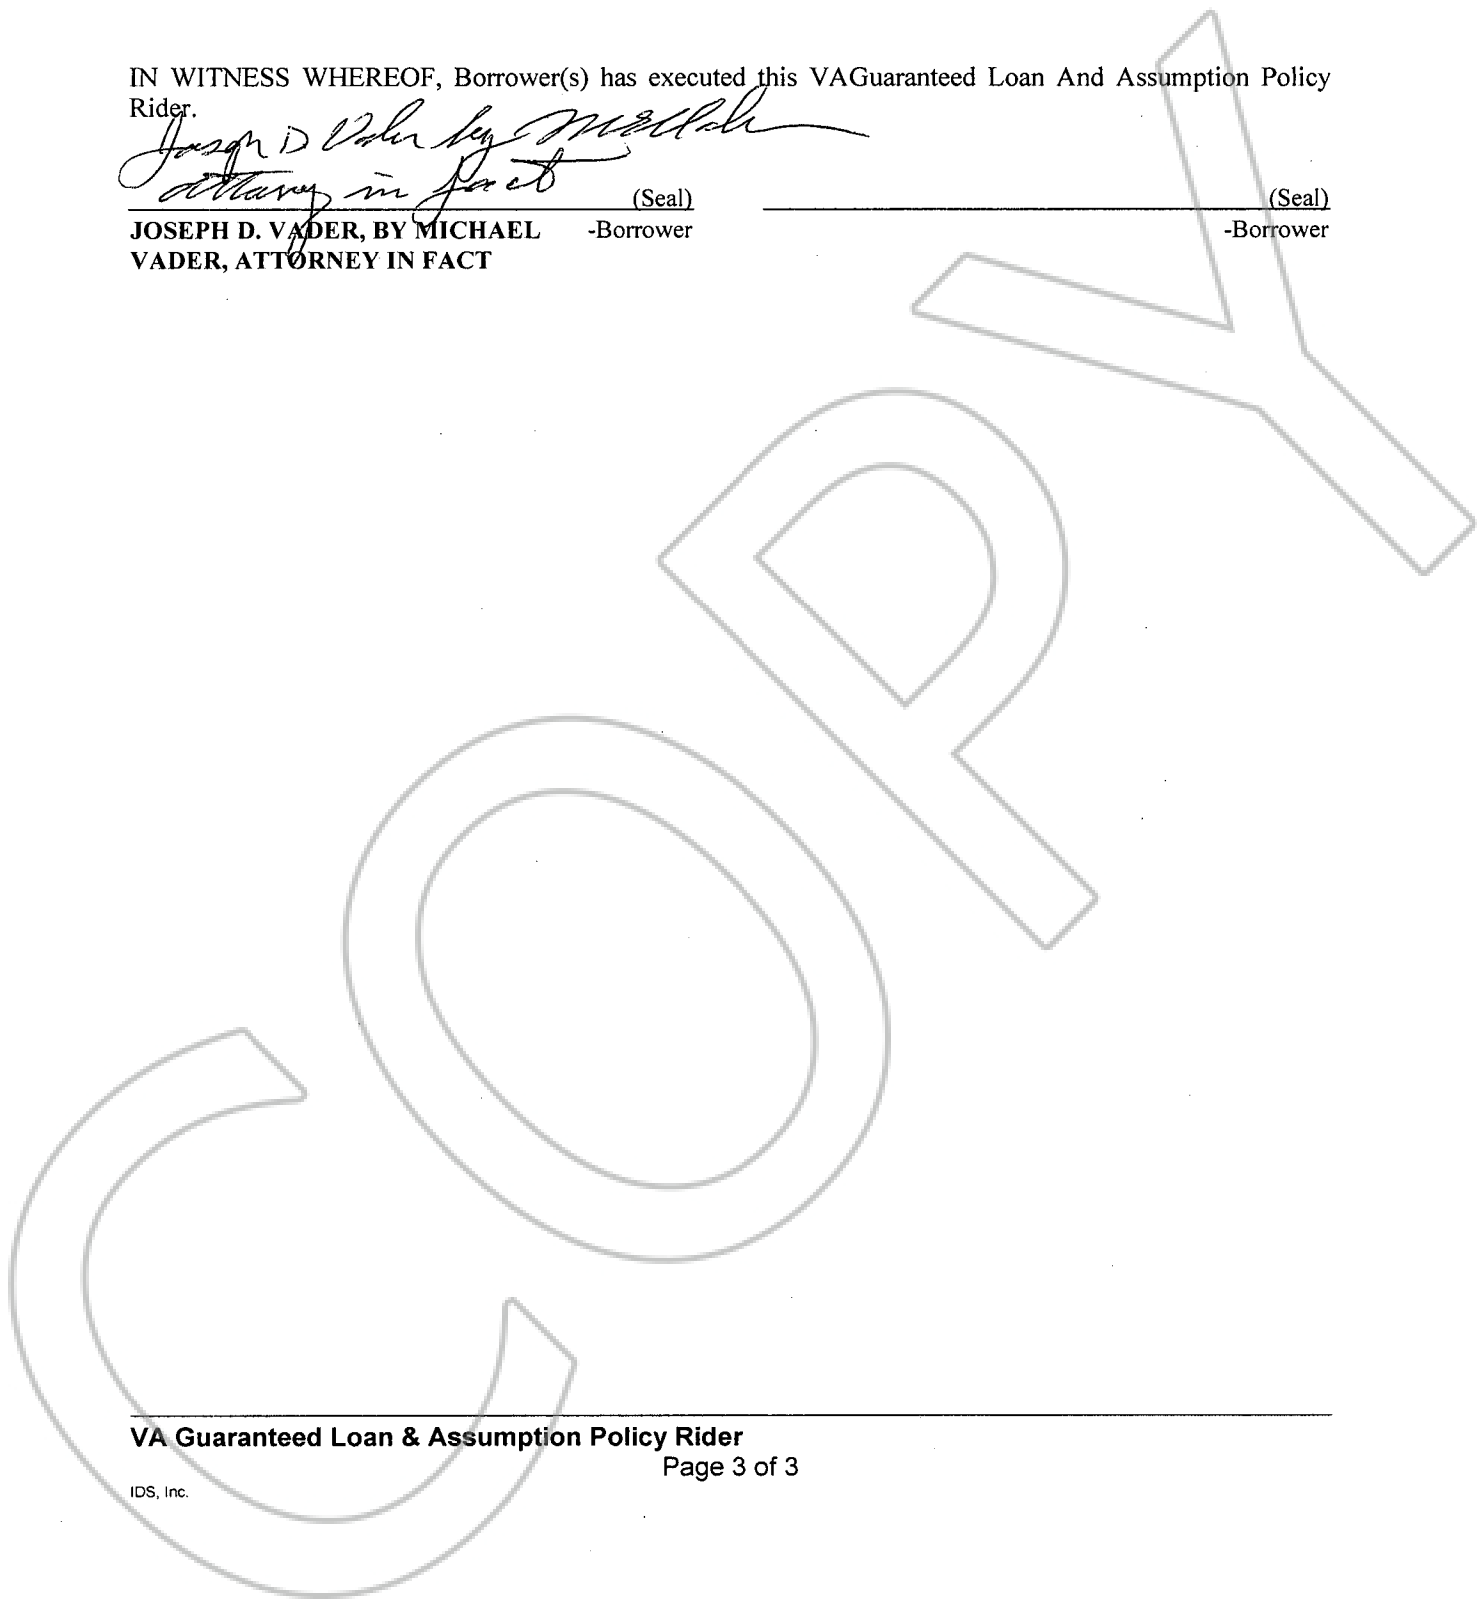 IN WITNESS WHEREOF, Borrower(s) has executed this VAGuaranteed Loan And Assumption Policy
Rider.
Joseph D Vader by
attorney in fact
(Seal) (Seal)
JOSEPH D. VADER, BY MICHAEL -Borrower -Borrower
VADER, ATTORNEY IN FACT
COPY
VA Guaranteed Loan & Assumption Policy Rider
Page 3 of 3
IDS, Inc.